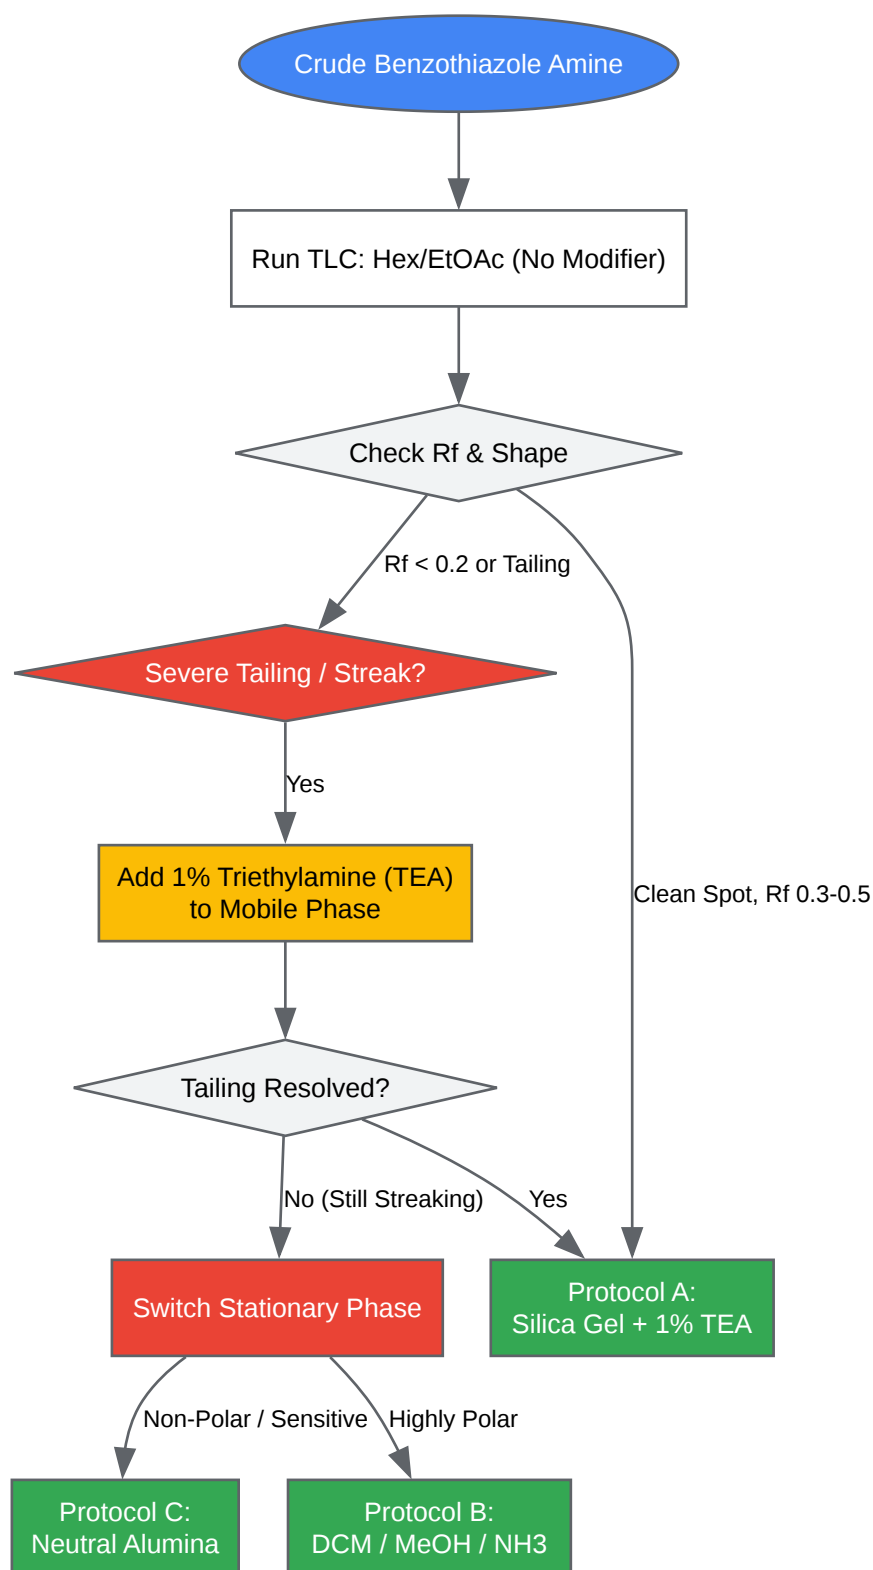 Crude Benzothiazole Amine
Run TLC: Hex/EtOAc (No Modifier)
Check Rf & Shape
Rf < 0.2 or Tailing
Severe Tailing / Streak?
Yes
Add 1% Triethylamine (TEA)
to Mobile Phase
Clean Spot, Rf 0.3-0.5
Tailing Resolved?
No (Still Streaking)
Yes
Switch Stationary Phase
Protocol A:
Silica Gel + 1% TEA
Non-Polar / Sensitive
Highly Polar
Protocol C:
Neutral Alumina
Protocol B:
DCM / MeOH / NH3